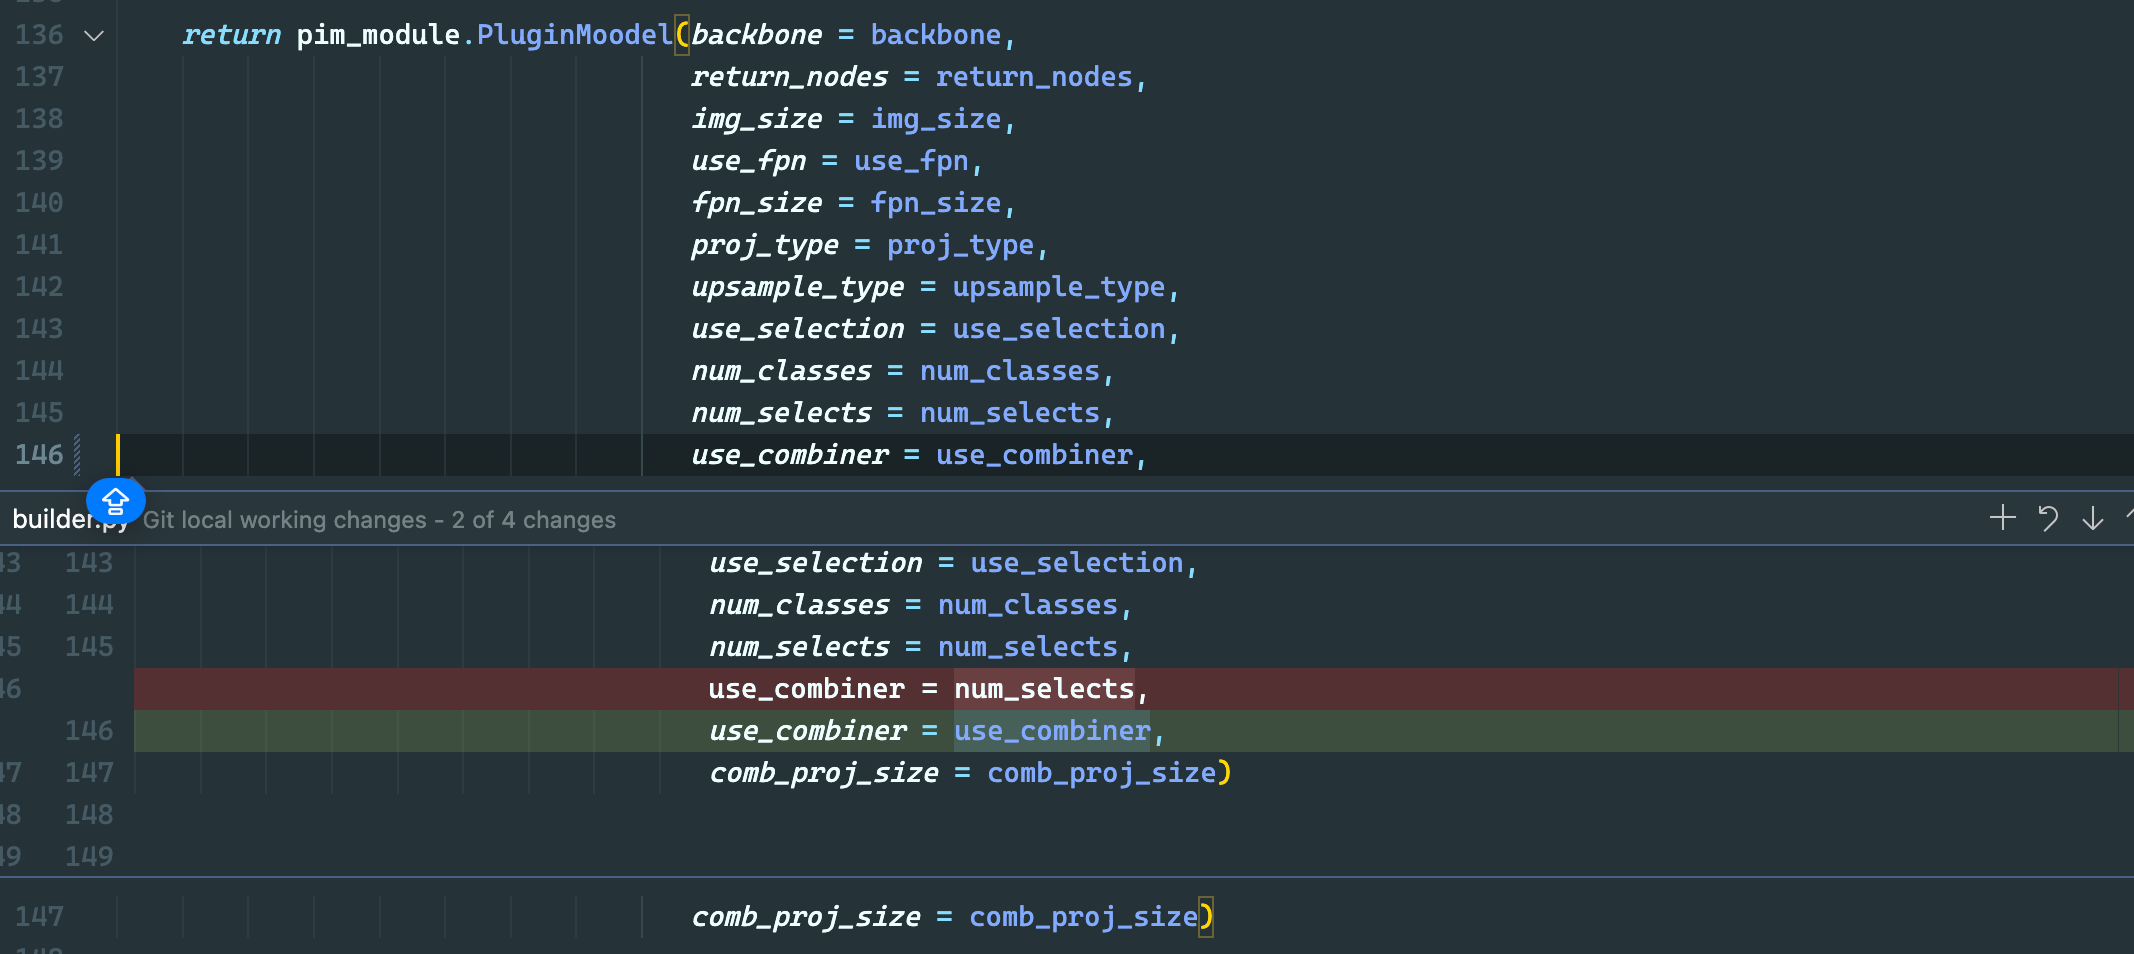 136 return pim_module.PluginMoodel(backbone = backbone,
137 return_nodes = return_nodes,
138 img_size = img_size,
139 use_fpn = use_fpn,
140 fpn_size = fpn_size,
141 proj_type = proj_type,
142 upsample_type = upsample_type,
143 use_selection = use_selection,
144 num_classes = num_classes,
145 num_selects = num_selects,
146 use_combiner = use_combiner,
builder.py Git local working changes - 2 of 4 changes
43 143 use_selection = use_selection,
44 144 num_classes = num_classes,
45 145 num_selects = num_selects,
46 use_combiner = num_selects,
146 use_combiner = use_combiner,
47 147 comb_proj_size = comb_proj_size)
48 148
49 149
147 comb_proj_size = comb_proj_size)